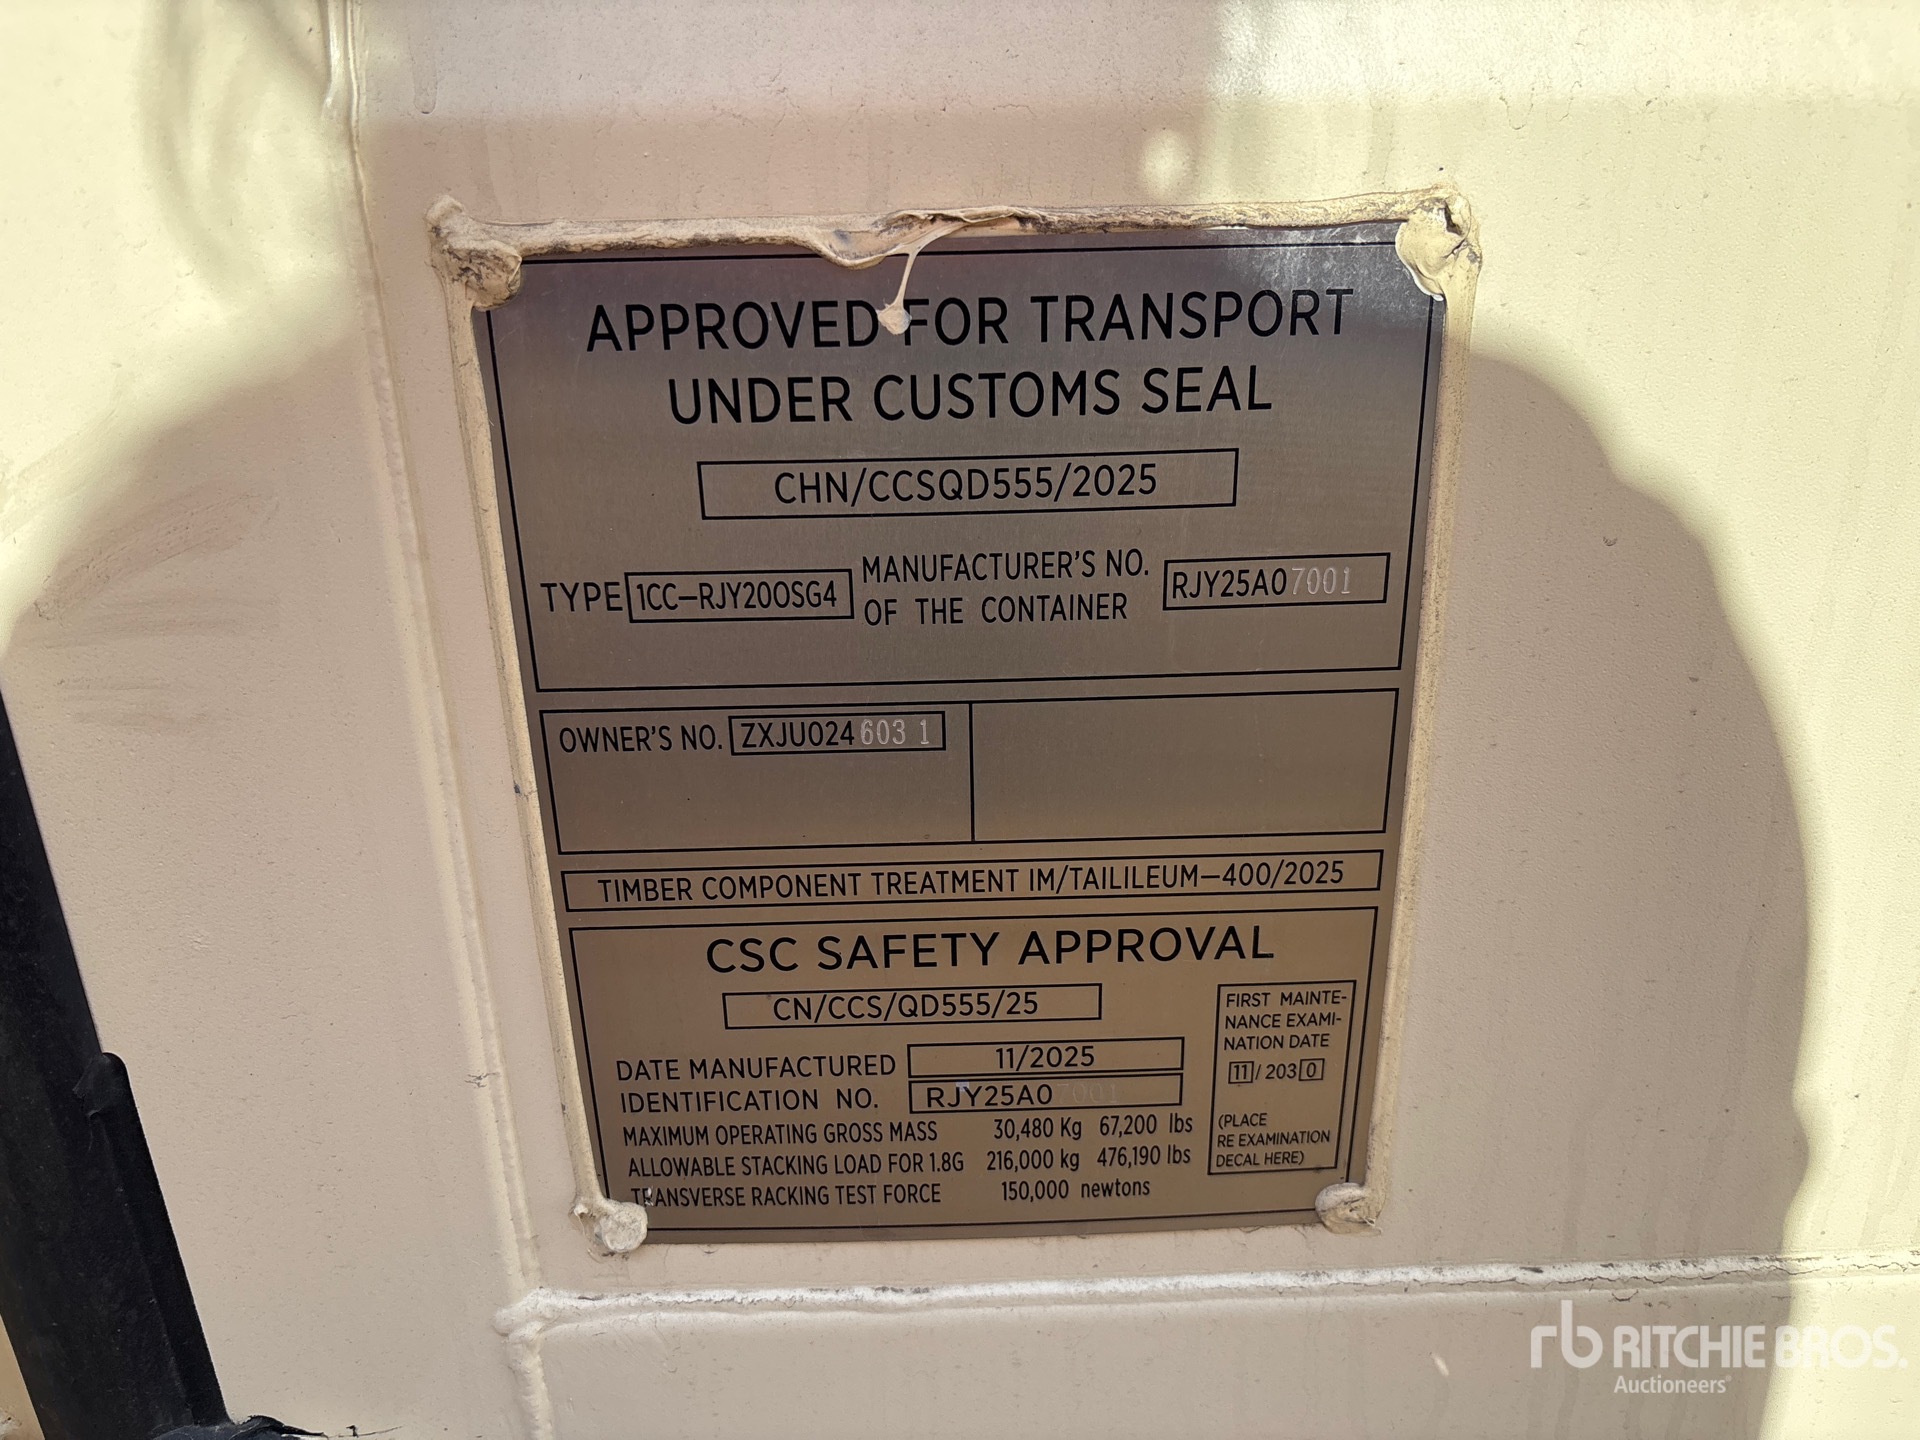 APPROVED FOR TRANSPORT
UNDER CUSTOMS SEAL
CHN/CCSQD555/2025
TYPE 1CC-RJY20OSG4 MANUFACTURER'S NO. OF THE CONTAINER RJY25A07001
OWNER'S NO. ZXJU024603 1
TIMBER COMPONENT TREATMENT IM/TAILILEUM-400/2025
CSC SAFETY APPROVAL
CN/CCS/QD555/25
DATE MANUFACTURED 11/2025
IDENTIFICATION NO. RJY25A07001
MAXIMUM OPERATING GROSS MASS 30,480 Kg 67,200 lbs
ALLOWABLE STACKING LOAD FOR 1.8G 216,000 kg 476,190 lbs
TRANSVERSE RACKING TEST FORCE 150,000 newtons
FIRST MAINTE-
NANCE EXAMI-
NATION DATE
11/2030
(PLACE
RE EXAMINATION
DECAL HERE)
rb RITCHIE BROS.
Auctioneers